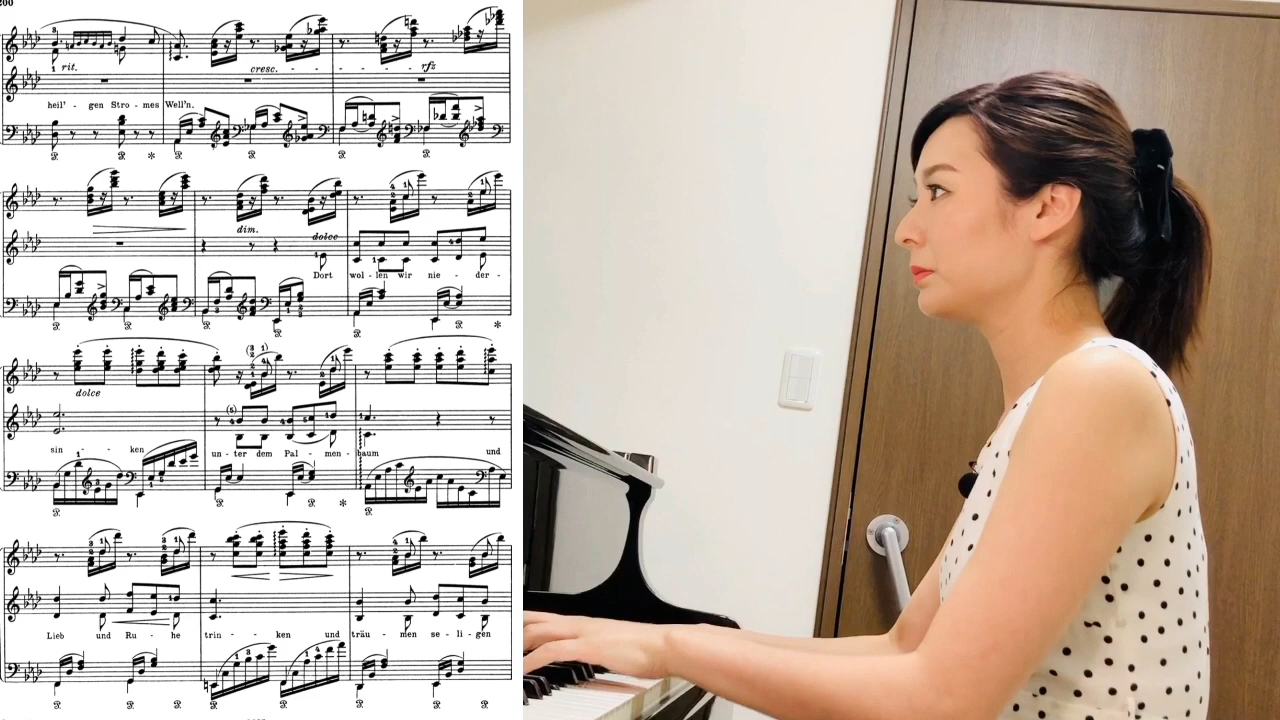 200
rit. cresc. rfz
heil' - gen Stro - mes Well'n.
dim. dolce
Dort wol - len wir nie - der -
dolce
sin - - ken un - ter dem Pal - men - baum und
Lieb und Ru - he trin - - ken und träu - men se - li - gen